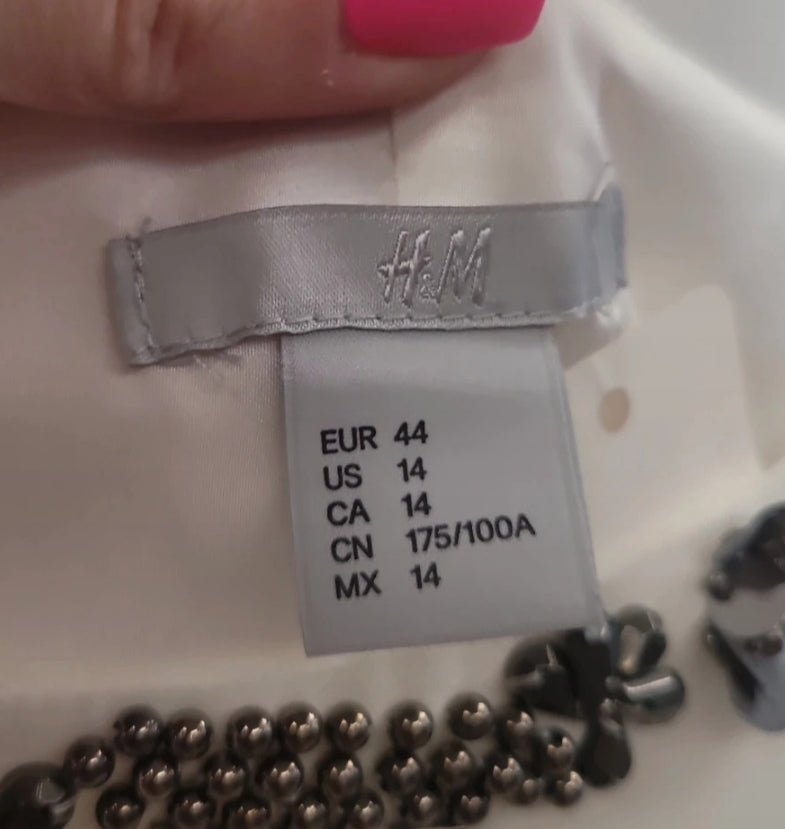 H&M
EUR 44
US 14
CA 14
CN 175/100A
MX 14